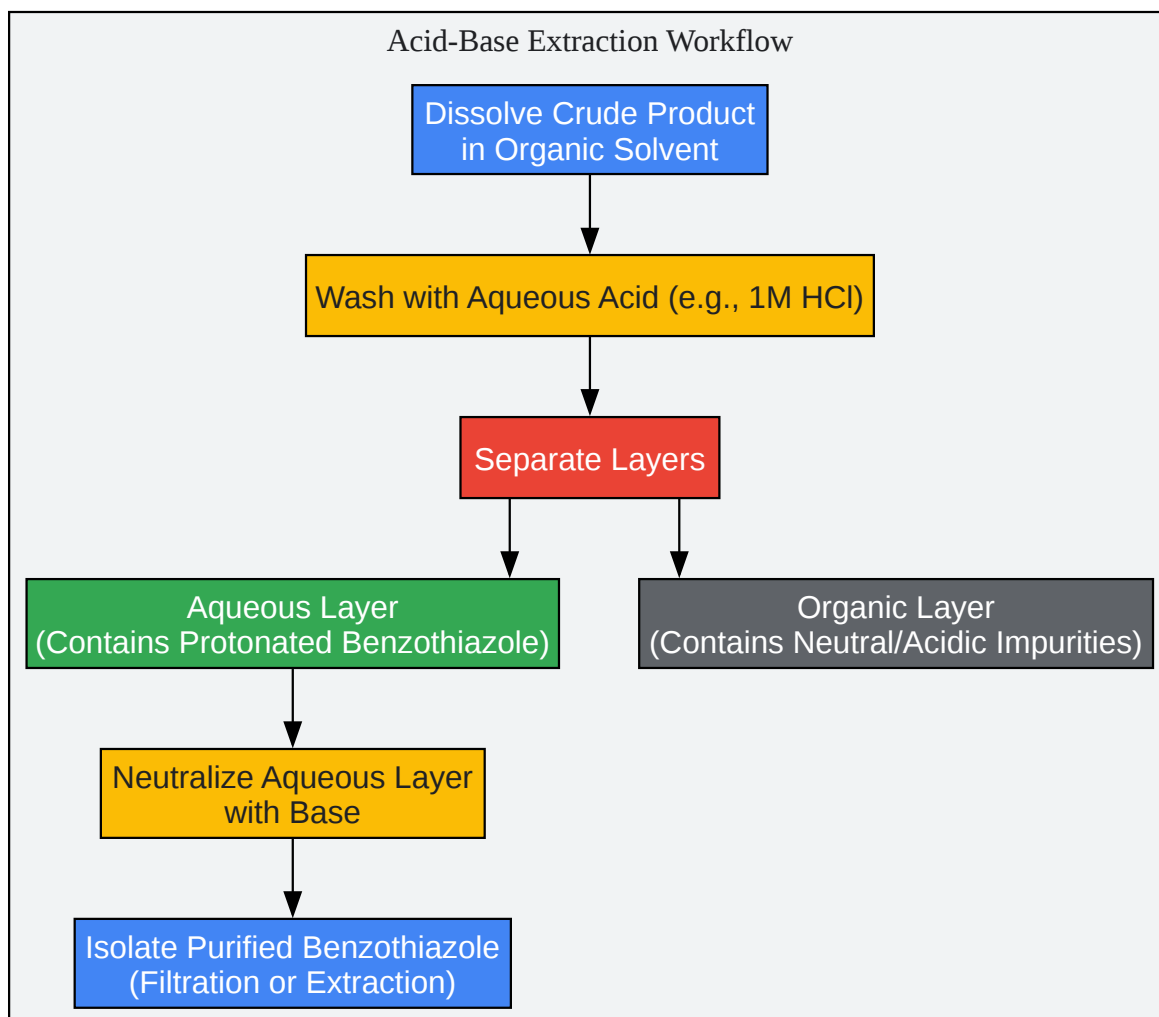 Acid-Base Extraction Workflow
Dissolve Crude Product
in Organic Solvent
Wash with Aqueous Acid (e.g., 1M HCl)
Separate Layers
Aqueous Layer
(Contains Protonated Benzothiazole)
Organic Layer
(Contains Neutral/Acidic Impurities)
Neutralize Aqueous Layer
with Base
Isolate Purified Benzothiazole
(Filtration or Extraction)